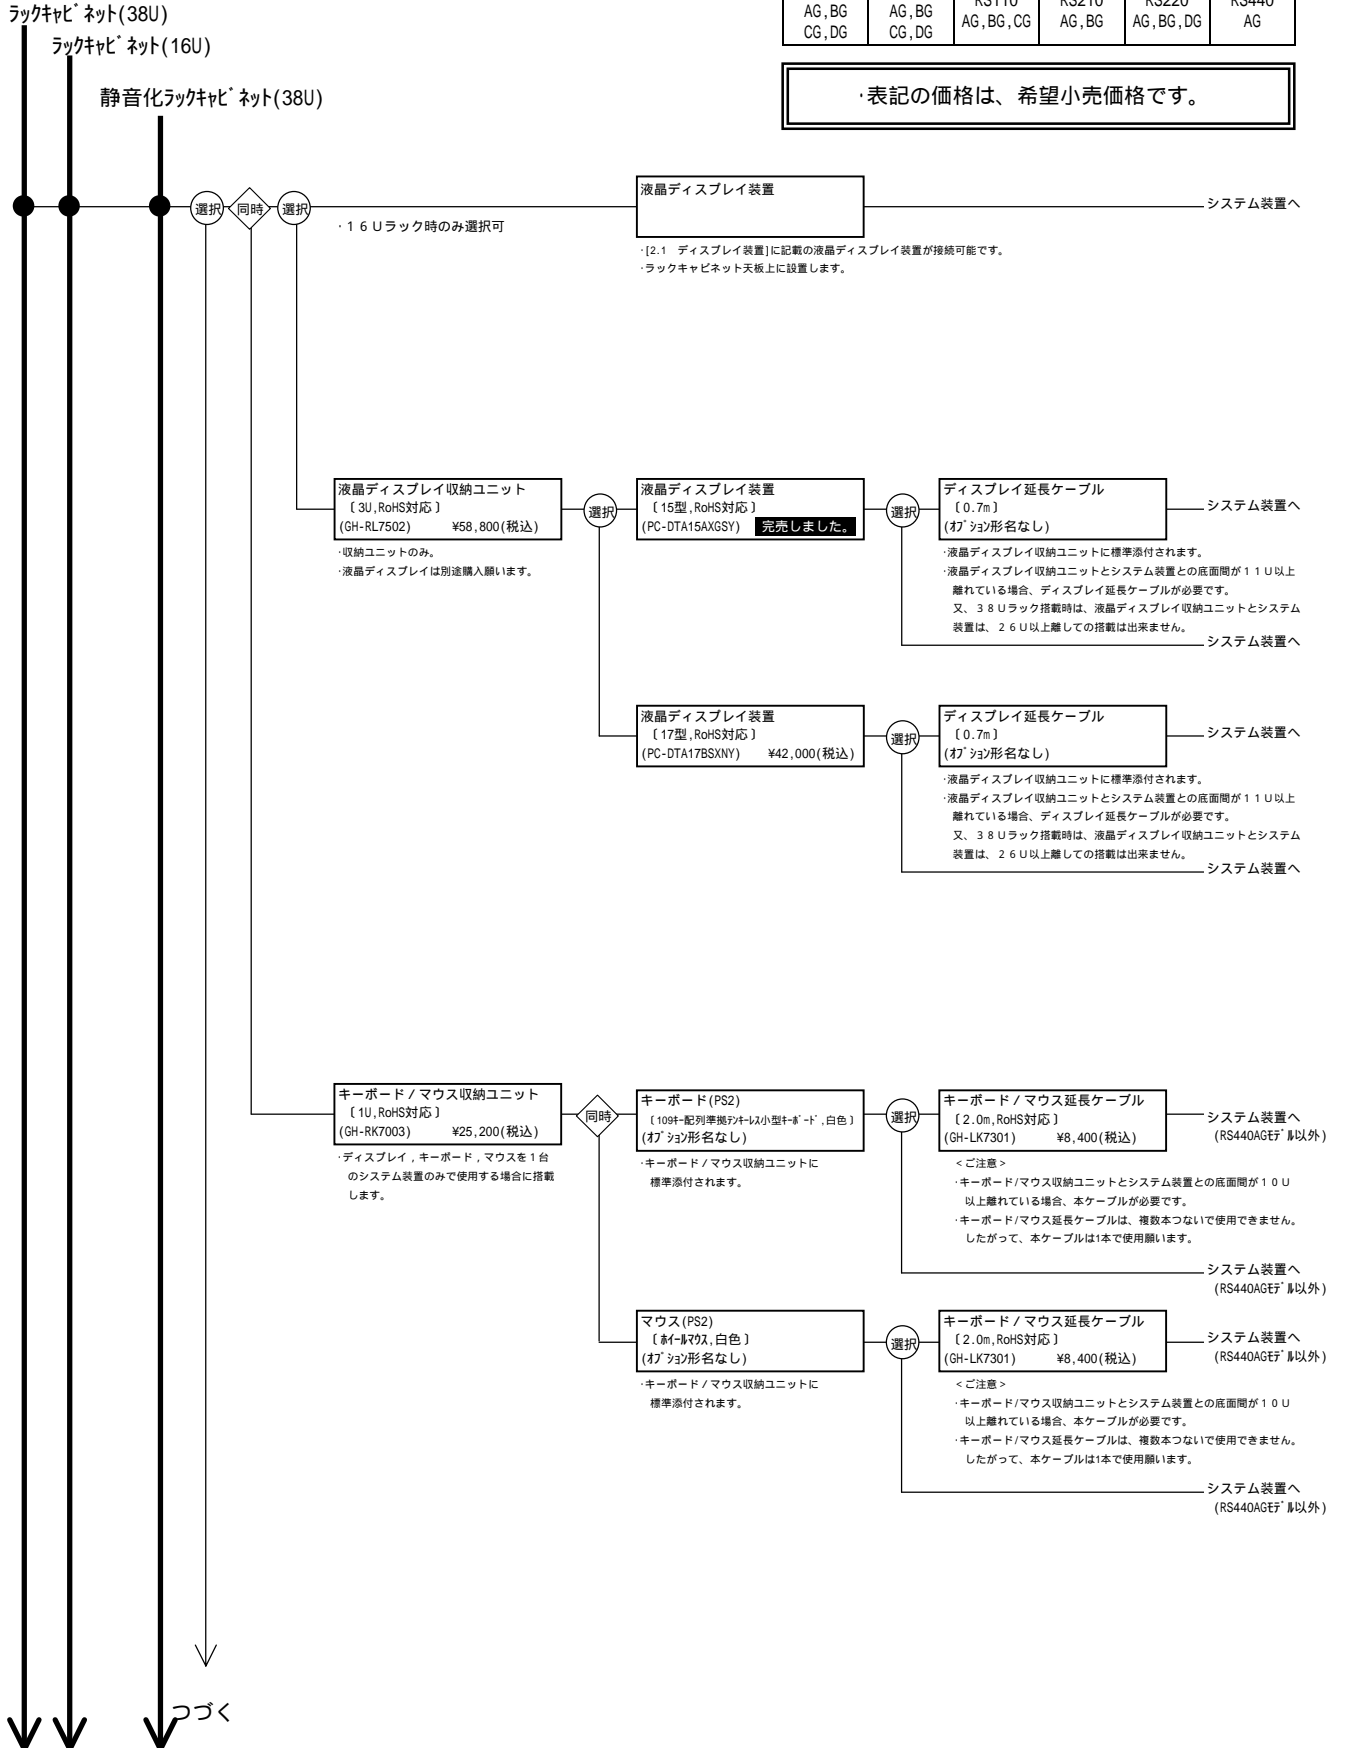 ラックキャビネット(38U)
ラックキャビネット(16U)
静音化ラックキャビネット(38U)
AG,BG
CG,DG
AG,BG
CG,DG
RS110
AG,BG,CG
RS210
AG,BG
RS220
AG,BG,DG
RS440
AG
・表記の価格は、希望小売価格です。
選択
同時
選択
・16Uラック時のみ選択可
液晶ディスプレイ装置
システム装置へ
・[2.1 ディスプレイ装置]に記載の液晶ディスプレイ装置が接続可能です。
・ラックキャビネット天板上に設置します。
液晶ディスプレイ収納ユニット
〔3U,RoHS対応〕
(GH-RL7502) ¥58,800(税込)
・収納ユニットのみ。
・液晶ディスプレイは別途購入願います。
選択
液晶ディスプレイ装置
〔15型,RoHS対応〕
(PC-DTA15AXGSY) 完売しました。
選択
ディスプレイ延長ケーブル
〔0.7m〕
(オプション形名なし)
システム装置へ
・液晶ディスプレイ収納ユニットに標準添付されます。
・液晶ディスプレイ収納ユニットとシステム装置との底面間が11U以上
離れている場合、ディスプレイ延長ケーブルが必要です。
又、38Uラック搭載時は、液晶ディスプレイ収納ユニットとシステム
装置は、26U以上離しての搭載は出来ません。
システム装置へ
液晶ディスプレイ装置
〔17型,RoHS対応〕
(PC-DTA17BSXNY) ¥42,000(税込)
選択
ディスプレイ延長ケーブル
〔0.7m〕
(オプション形名なし)
システム装置へ
・液晶ディスプレイ収納ユニットに標準添付されます。
・液晶ディスプレイ収納ユニットとシステム装置との底面間が11U以上
離れている場合、ディスプレイ延長ケーブルが必要です。
又、38Uラック搭載時は、液晶ディスプレイ収納ユニットとシステム
装置は、26U以上離しての搭載は出来ません。
システム装置へ
キーボード/マウス収納ユニット
〔1U,RoHS対応〕
(GH-RK7003) ¥25,200(税込)
・ディスプレイ,キーボード,マウスを1台
のシステム装置のみで使用する場合に搭載
します。
同時
キーボード(PS2)
〔109キー配列準拠テンキーレス小型キーボード,白色〕
(オプション形名なし)
・キーボード/マウス収納ユニットに
標準添付されます。
選択
キーボード/マウス延長ケーブル
〔2.0m,RoHS対応〕
(GH-LK7301) ¥8,400(税込)
システム装置へ
(RS440AGモデル以外)
<ご注意>
・キーボード/マウス収納ユニットとシステム装置との底面間が10U
以上離れている場合、本ケーブルが必要です。
・キーボード/マウス延長ケーブルは、複数本つないで使用できません。
したがって、本ケーブルは1本で使用願います。
システム装置へ
(RS440AGモデル以外)
マウス(PS2)
〔ホイールマウス,白色〕
(オプション形名なし)
・キーボード/マウス収納ユニットに
標準添付されます。
選択
キーボード/マウス延長ケーブル
〔2.0m,RoHS対応〕
(GH-LK7301) ¥8,400(税込)
システム装置へ
(RS440AGモデル以外)
<ご注意>
・キーボード/マウス収納ユニットとシステム装置との底面間が10U
以上離れている場合、本ケーブルが必要です。
・キーボード/マウス延長ケーブルは、複数本つないで使用できません。
したがって、本ケーブルは1本で使用願います。
システム装置へ
(RS440AGモデル以外)
つづく